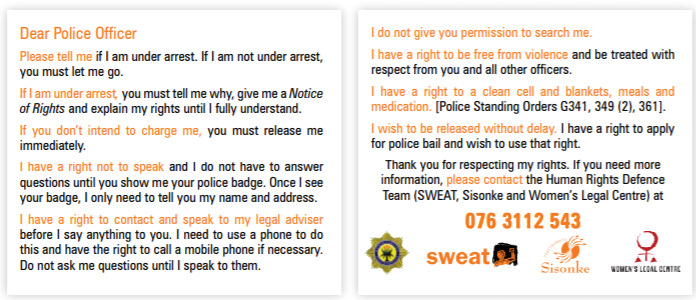 Dear Police Officer
Please tell me if I am under arrest. If I am not under arrest,
you must let me go.
If I am under arrest, you must tell me why, give me a Notice
of Rights and explain my rights until I fully understand.
If you don't intend to charge me, you must release me
immediately.
I have a right not to speak and I do not have to answer
questions until you show me your police badge. Once I see
your badge, I only need to tell you my name and address.
I have a right to contact and speak to my legal adviser
before I say anything to you. I need to use a phone to do
this and have the right to call a mobile phone if necessary.
Do not ask me questions until I speak to them.
I do not give you permission to search me.
I have a right to be free from violence and be treated with
respect from you and all other officers.
I have a right to a clean cell and blankets, meals and
medication. [Police Standing Orders G341, 349 (2), 361].
I wish to be released without delay. I have a right to apply
for police bail and wish to use that right.
Thank you for respecting my rights. If you need more
information, please contact the Human Rights Defence
Team (SWEAT, Sisonke and Women's Legal Centre) at
076 3112 543
sweat
Sisonke
WOMEN'S LEGAL CENTRE